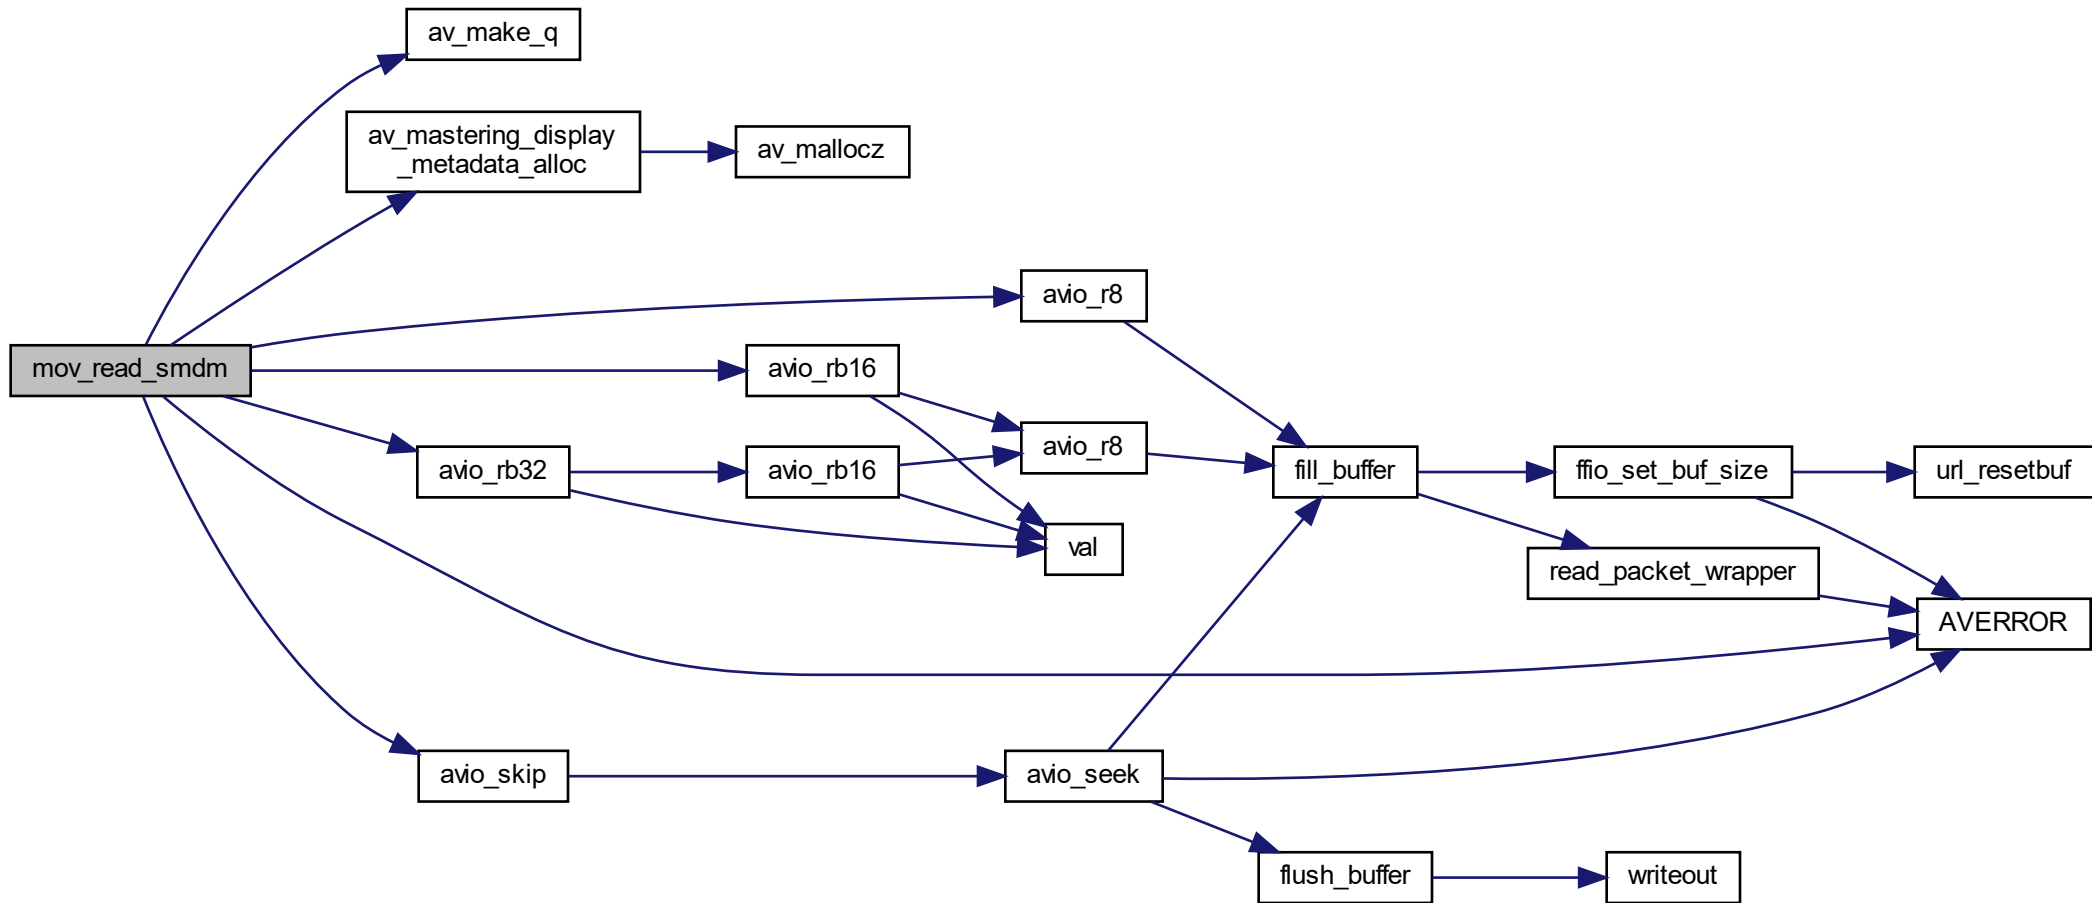 av_make_q
av_mastering_display
_metadata_alloc
av_mallocz
avio_r8
mov_read_smdm
avio_rb16
avio_r8
avio_rb32
avio_rb16
fill_buffer
ffio_set_buf_size
url_resetbuf
val
read_packet_wrapper
AVERROR
avio_skip
avio_seek
flush_buffer
writeout